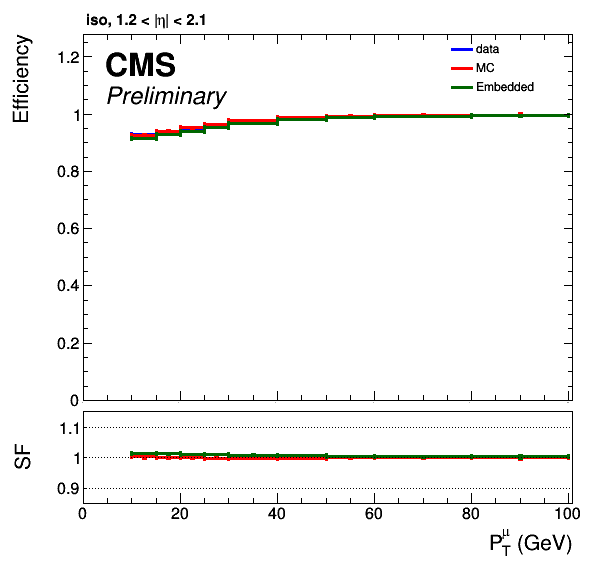 iso, 1.2 < |η| < 2.1
Efficiency
CMS
Preliminary
data
MC
Embedded
1.2
1
0.8
0.6
0.4
0.2
0
SF
1.1
1
0.9
0 20 40 60 80 100
P_T^μ (GeV)